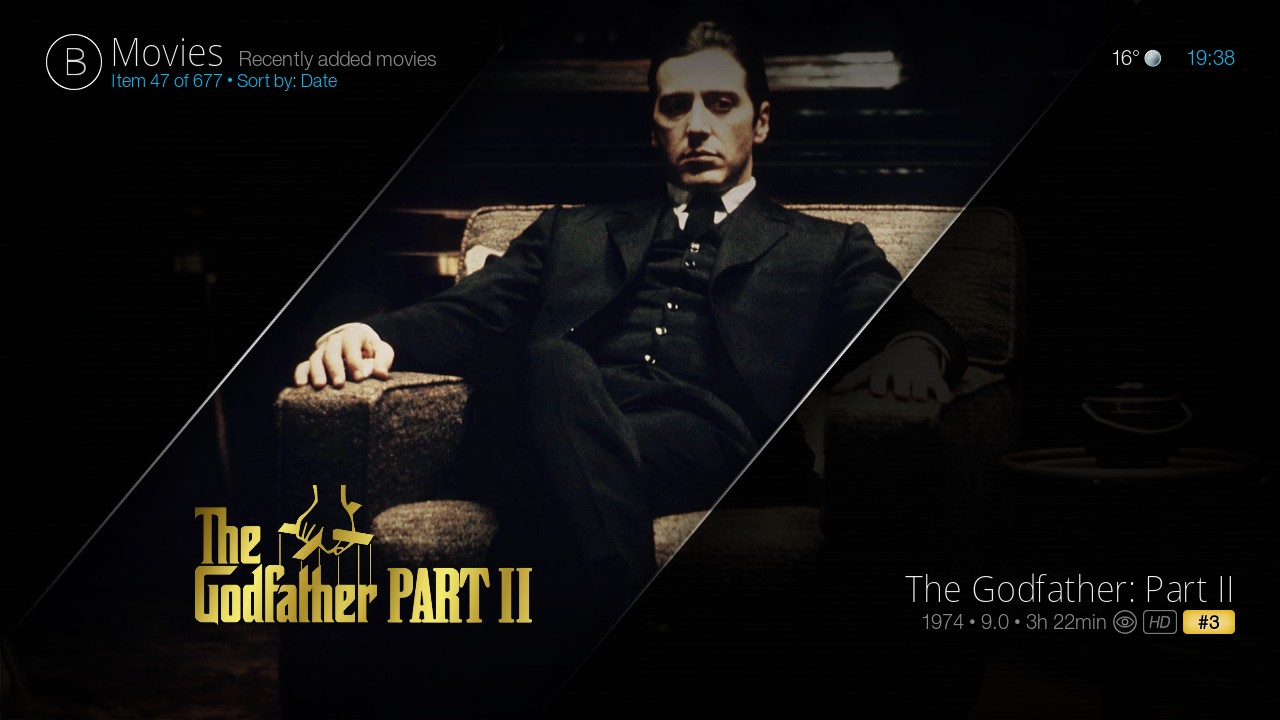 B
Movies Recently added movies
Item 47 of 677 • Sort by: Date
16° 19:38
The
Godfather PART II
The Godfather: Part II
1974 • 9.0 • 3h 22min HD #3